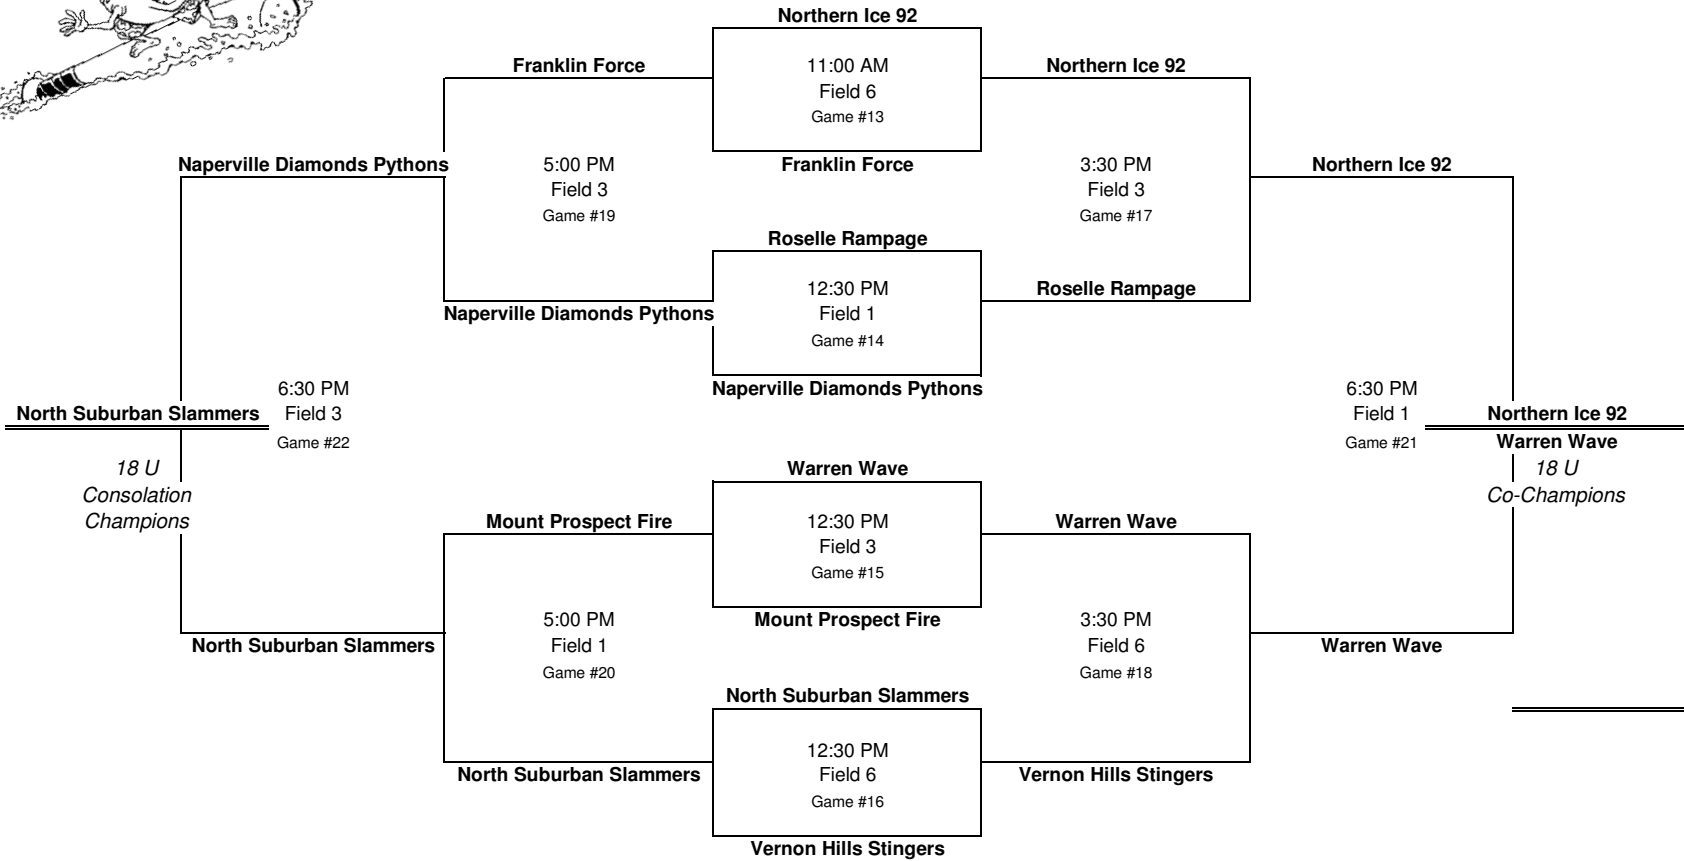 Northern Ice 92
Franklin Force
11:00 AM
Northern Ice 92
Field 6
Game #13
Naperville Diamonds Pythons
5:00 PM
Franklin Force
3:30 PM
Northern Ice 92
Field 3
Field 3
Game #19
Game #17
Roselle Rampage
12:30 PM
Roselle Rampage
Naperville Diamonds Pythons
Field 1
Game #14
6:30 PM
Naperville Diamonds Pythons
6:30 PM
North Suburban Slammers
Field 3
Field 1
Northern Ice 92
Game #22
Game #21
Warren Wave
18 U
Warren Wave
18 U
Consolation
Co-Champions
Champions
Mount Prospect Fire
12:30 PM
Warren Wave
Field 3
Game #15
5:00 PM
Mount Prospect Fire
3:30 PM
North Suburban Slammers
Field 1
Field 6
Warren Wave
Game #20
Game #18
North Suburban Slammers
12:30 PM
North Suburban Slammers
Field 6
Vernon Hills Stingers
Game #16
Vernon Hills Stingers